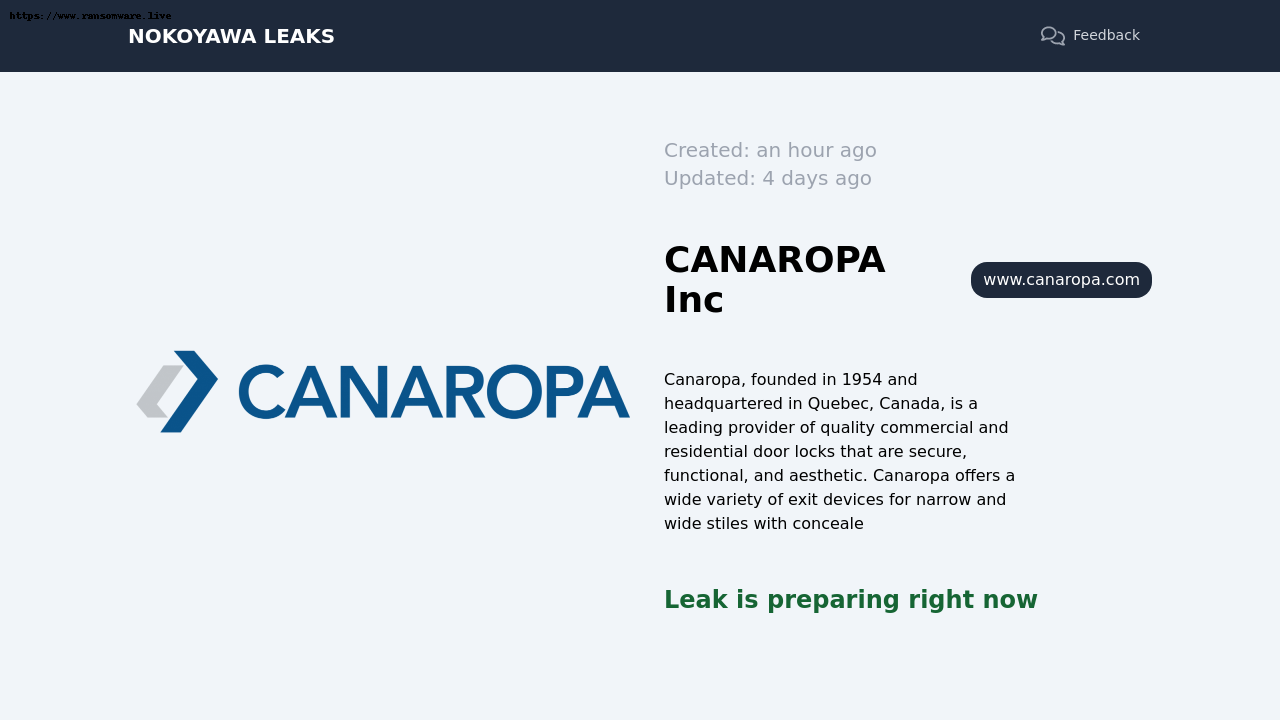 https://www.ransomware.live
NOKOYAWA LEAKS
Feedback
Created: an hour ago
Updated: 4 days ago
CANAROPA
Inc
www.canaropa.com
CANAROPA
Canaropa, founded in 1954 and
headquartered in Quebec, Canada, is a
leading provider of quality commercial and
residential door locks that are secure,
functional, and aesthetic. Canaropa offers a
wide variety of exit devices for narrow and
wide stiles with conceale
Leak is preparing right now